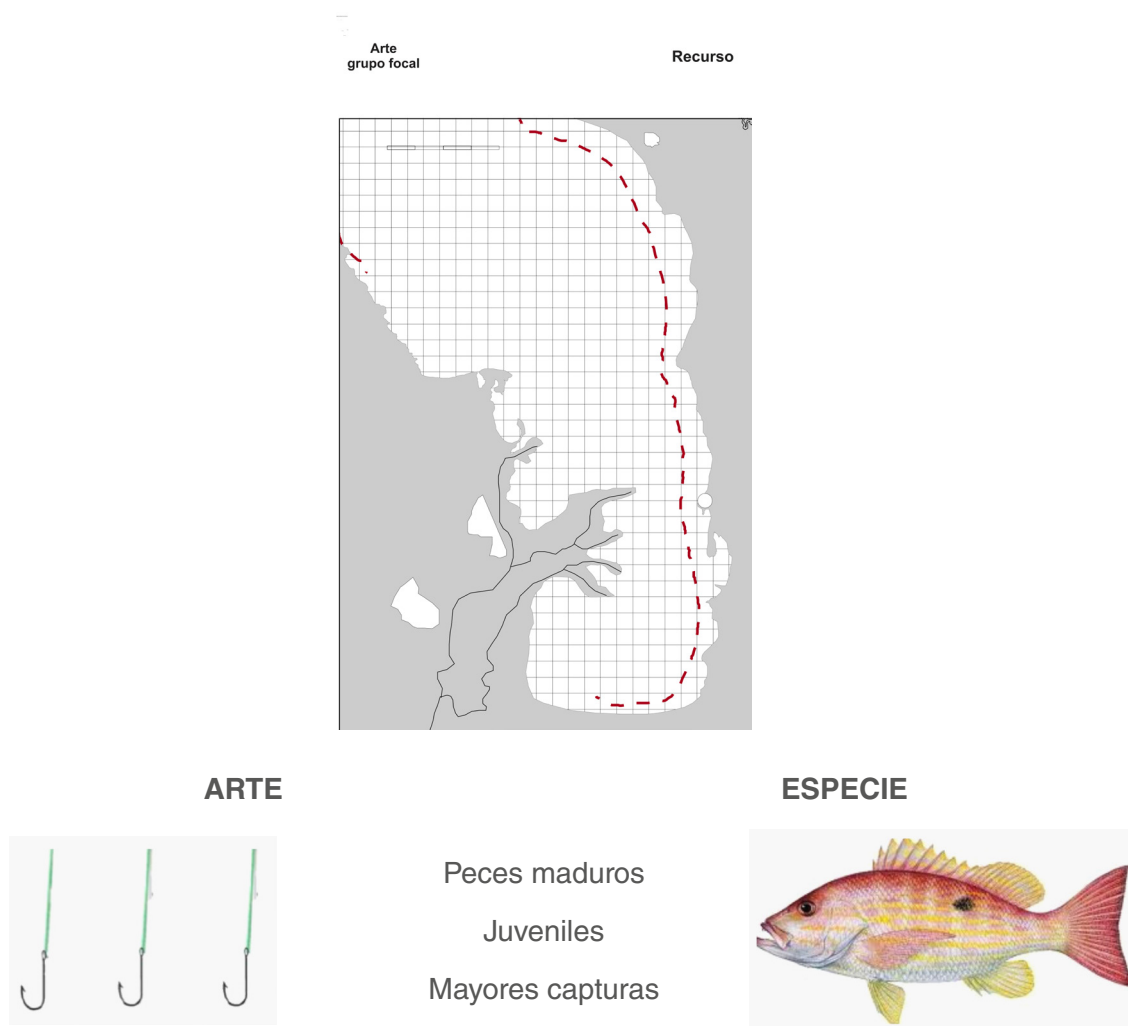 Arte
grupo focal
Recurso
ARTE
ESPECIE
Peces maduros
Juveniles
Mayores capturas